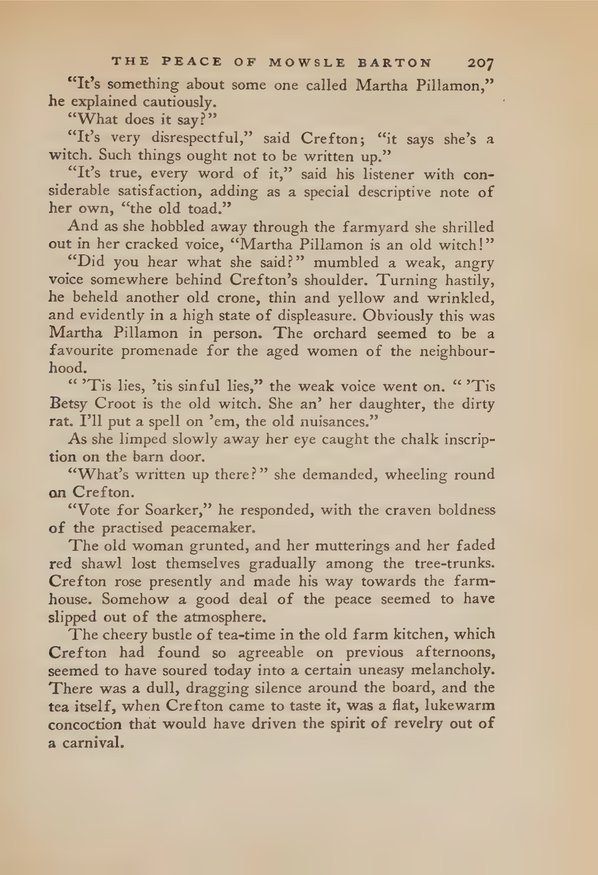 THE PEACE OF MOWSLE BARTON 207
“It’s something about some one called Martha Pillamon,”
he explained cautiously.
“What does it say?”
“It’s very disrespectful,” said Crefton; “it says she’s a
witch. Such things ought not to be written up.”
“It’s true, every word of it,” said his listener with con-
siderable satisfaction, adding as a special descriptive note of
her own, “the old toad.”
And as she hobbled away through the farmyard she shrilled
out in her cracked voice, “Martha Pillamon is an old witch!”
“Did you hear what she said?” mumbled a weak, angry
voice somewhere behind Crefton’s shoulder. Turning hastily,
he beheld another old crone, thin and yellow and wrinkled,
and evidently in a high state of displeasure. Obviously this was
Martha Pillamon in person. The orchard seemed to be a
favourite promenade for the aged women of the neighbour-
hood.
“ ’Tis lies, ’tis sinful lies,” the weak voice went on. “ ’Tis
Betsy Croot is the old witch. She an’ her daughter, the dirty
rat. I’ll put a spell on ’em, the old nuisances.”
As she limped slowly away her eye caught the chalk inscrip-
tion on the barn door.
“What’s written up there?” she demanded, wheeling round
on Crefton.
“Vote for Soarker,” he responded, with the craven boldness
of the practised peacemaker.
The old woman grunted, and her mutterings and her faded
red shawl lost themselves gradually among the tree-trunks.
Crefton rose presently and made his way towards the farm-
house. Somehow a good deal of the peace seemed to have
slipped out of the atmosphere.
The cheery bustle of tea-time in the old farm kitchen, which
Crefton had found so agreeable on previous afternoons,
seemed to have soured today into a certain uneasy melancholy.
There was a dull, dragging silence around the board, and the
tea itself, when Crefton came to taste it, was a flat, lukewarm
concoction that would have driven the spirit of revelry out of
a carnival.